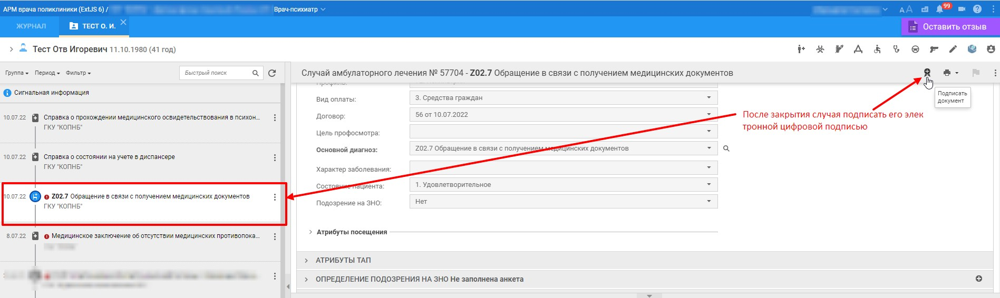 АРМ врача поликлиники (ExtJS 6) /
Врач-психиатр
AA
99
ЖУРНАЛ
ТЕСТ О. И.
Оставить отзыв
Тест Отв Игоревич 11.10.1980 (41 год)
Группа Период Фильтр
Быстрый поиск
Случай амбулаторного лечения № 57704 - Z02.7 Обращение в связи с получением медицинских документов
Сигнальная информация
10.07.22 Справка о прохождении медицинского освидетельствования в психон...
ГКУ "КОПНБ"
10.07.22 Справка о состоянии на учете в диспансере
ГКУ "КОПНБ"
10.07.22 Z02.7 Обращение в связи с получением медицинских документов
ГКУ "КОПНБ"
8.07.22 Медицинское заключение об отсутствии медицинских противопока...
Профиль:
Вид оплаты: 3. Средства граждан
Договор: 56 от 10.07.2022
Цель профосмотра:
Основной диагноз: Z02.7 Обращение в связи с получением медицинских документов
Характер заболевания:
Состояние пациента: 1. Удовлетворительное
Подозрение на ЗНО: Нет
Атрибуты посещения
АТРИБУТЫ ТАП
ОПРЕДЕЛЕНИЕ ПОДОЗРЕНИЯ НА ЗНО Не заполнена анкета
Подписать
документ
После закрытия случая подписать его элек
тронной цифровой подписью